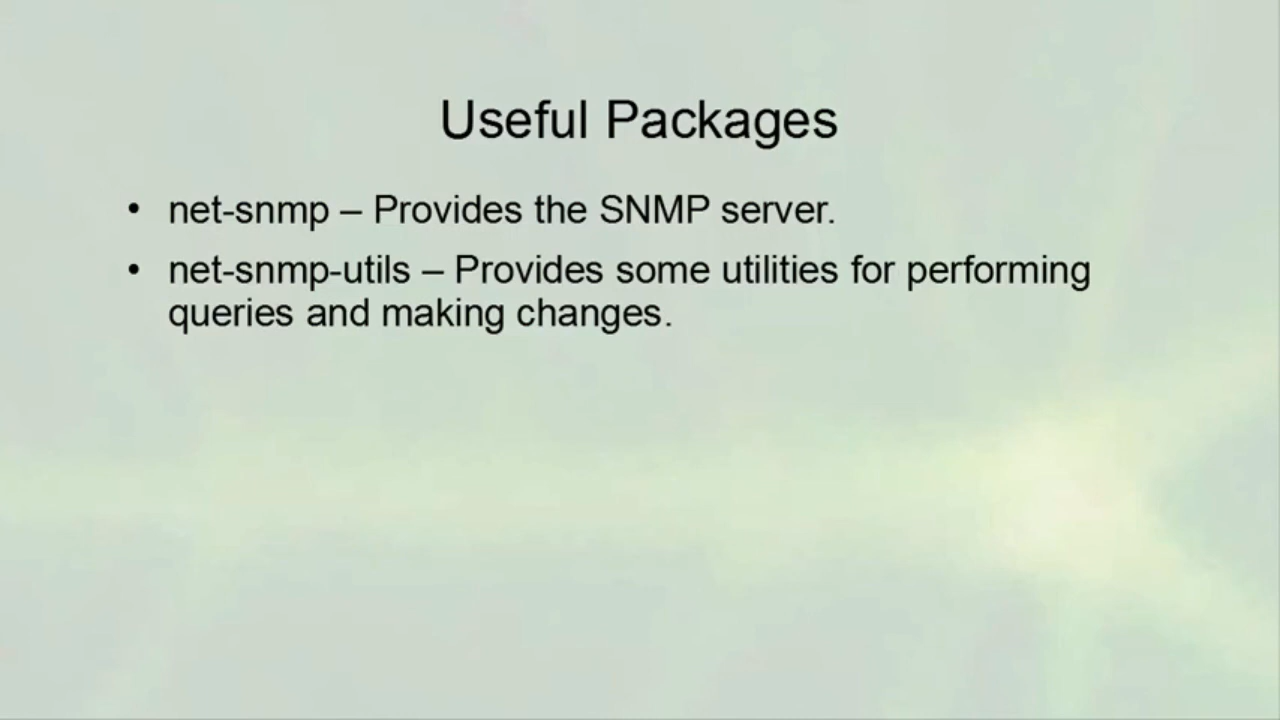 Useful Packages
• net-snmp – Provides the SNMP server.
• net-snmp-utils – Provides some utilities for performing
queries and making changes.